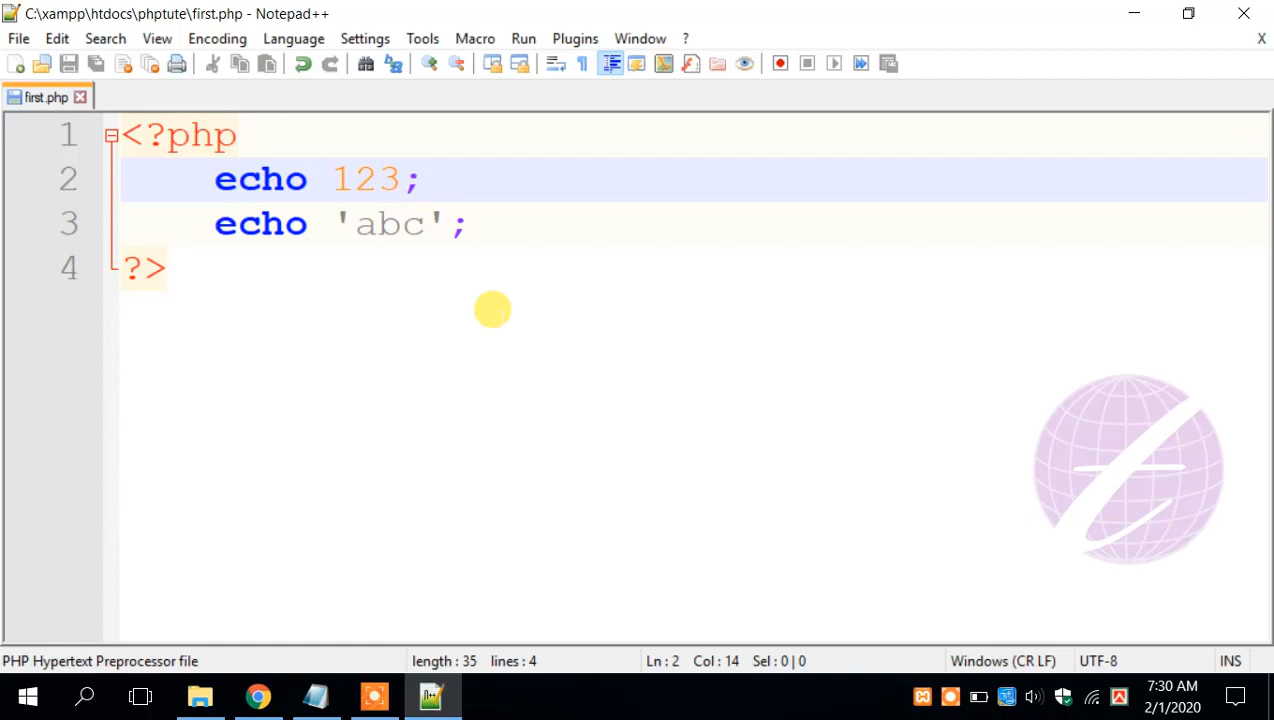 C:\xampp\htdocs\phptute\first.php - Notepad++
File Edit Search View Encoding Language Settings Tools Macro Run Plugins Window ? X
first.php
1 <?php
2 echo 123;
3 echo 'abc';
4 ?>
PHP Hypertext Preprocessor file length : 35 lines : 4 Ln : 2 Col : 14 Sel : 0 | 0 Windows (CR LF) UTF-8 INS
7:30 AM
2/1/2020